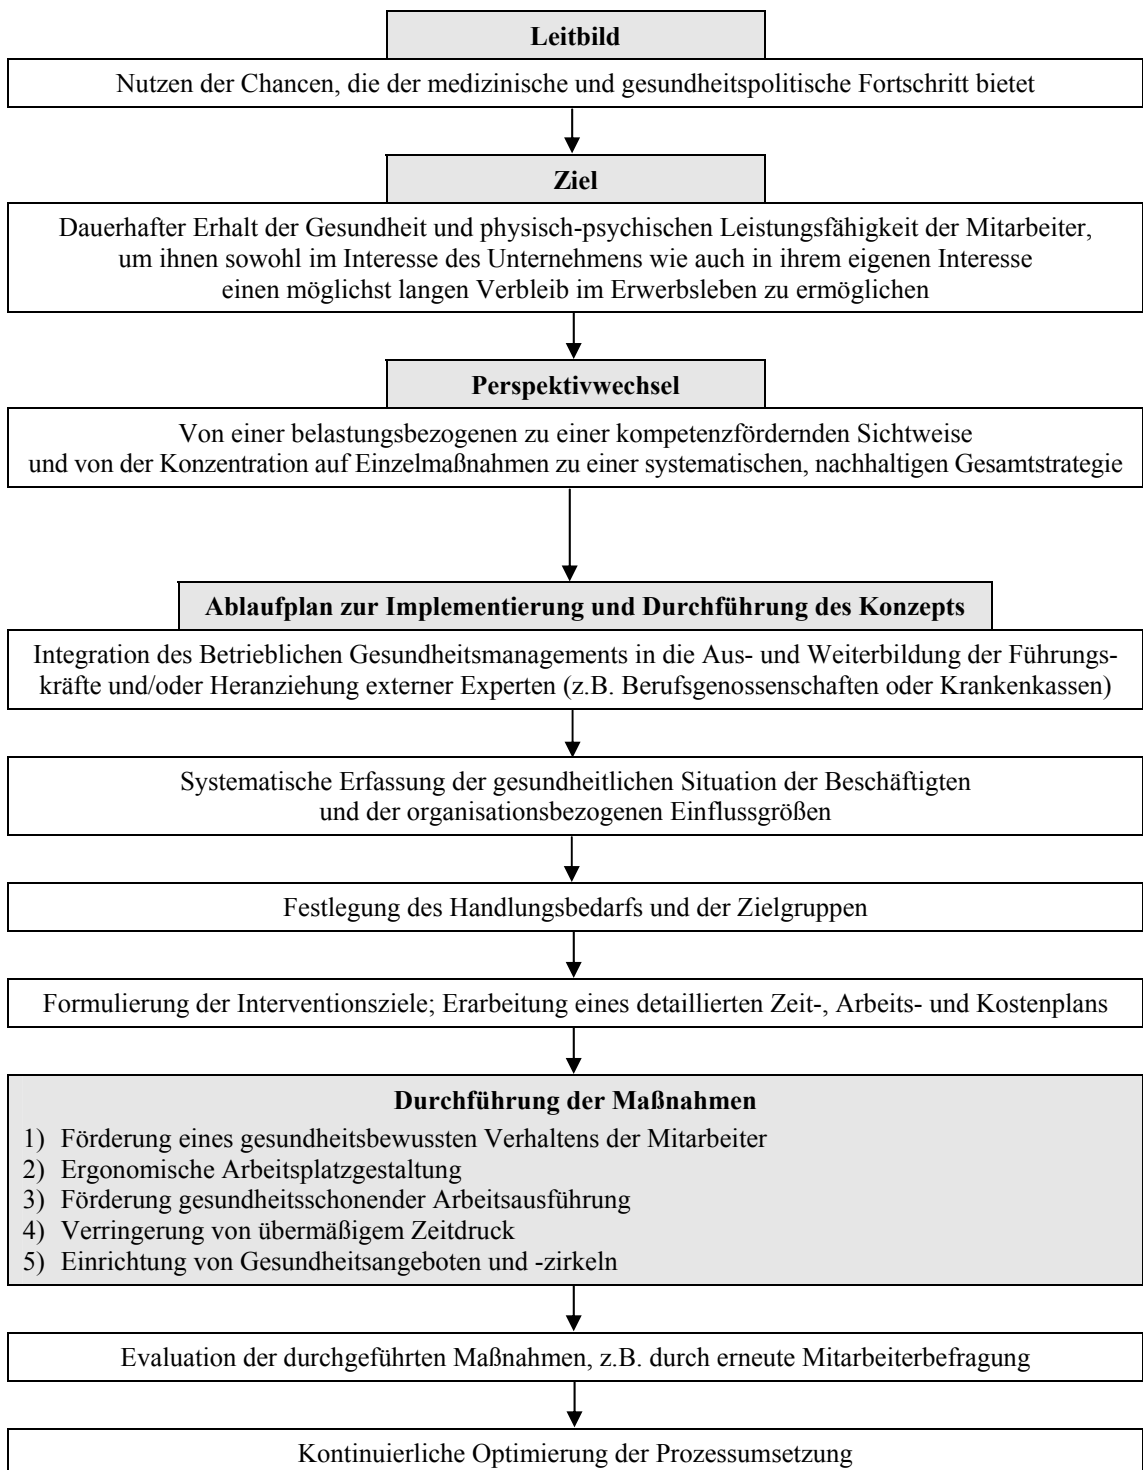 Leitbild
Nutzen der Chancen, die der medizinische und gesundheitspolitische Fortschritt bietet
Ziel
Dauerhafter Erhalt der Gesundheit und physisch-psychischen Leistungsfähigkeit der Mitarbeiter,
um ihnen sowohl im Interesse des Unternehmens wie auch in ihrem eigenen Interesse
einen möglichst langen Verbleib im Erwerbsleben zu ermöglichen
Perspektivwechsel
Von einer belastungsbezogenen zu einer kompetenzfördernden Sichtweise
und von der Konzentration auf Einzelmaßnahmen zu einer systematischen, nachhaltigen Gesamtstrategie
Ablaufplan zur Implementierung und Durchführung des Konzepts
Integration des Betrieblichen Gesundheitsmanagements in die Aus- und Weiterbildung der Führungs-
kräfte und/oder Heranziehung externer Experten (z.B. Berufsgenossenschaften oder Krankenkassen)
Systematische Erfassung der gesundheitlichen Situation der Beschäftigten
und der organisationsbezogenen Einflussgrößen
Festlegung des Handlungsbedarfs und der Zielgruppen
Formulierung der Interventionsziele; Erarbeitung eines detaillierten Zeit-, Arbeits- und Kostenplans
Durchführung der Maßnahmen
1) Förderung eines gesundheitsbewussten Verhaltens der Mitarbeiter
2) Ergonomische Arbeitsplatzgestaltung
3) Förderung gesundheitsschonender Arbeitsausführung
4) Verringerung von übermäßigem Zeitdruck
5) Einrichtung von Gesundheitsangeboten und -zirkeln
Evaluation der durchgeführten Maßnahmen, z.B. durch erneute Mitarbeiterbefragung
Kontinuierliche Optimierung der Prozessumsetzung